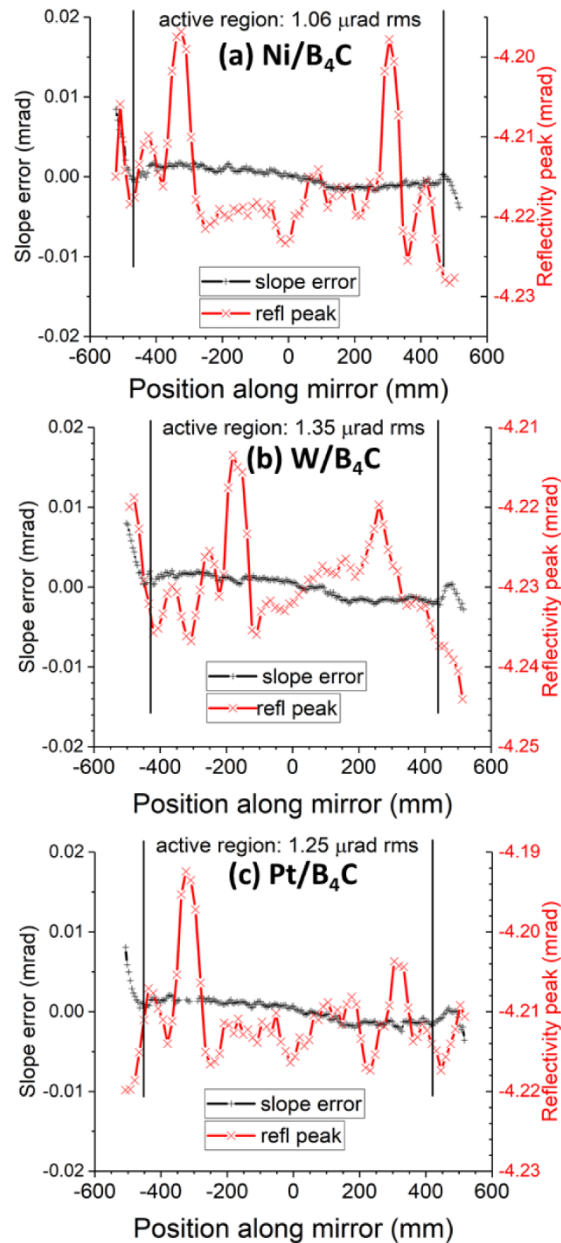 active region: 1.06 μrad rms
(a) Ni/B₄C
0.02
0.01
0.00
-0.01
-0.02
Slope error (mrad)
-4.20
-4.21
-4.22
-4.23
Reflectivity peak (mrad)
slope error
refl peak
-600 -400 -200 0 200 400 600
Position along mirror (mm)
active region: 1.35 μrad rms
(b) W/B₄C
0.02
0.01
0.00
-0.01
-0.02
Slope error (mrad)
-4.21
-4.22
-4.23
-4.24
-4.25
Reflectivity peak (mrad)
slope error
refl peak
-600 -400 -200 0 200 400 600
Position along mirror (mm)
active region: 1.25 μrad rms
(c) Pt/B₄C
0.02
0.01
0.00
-0.01
-0.02
Slope error (mrad)
-4.19
-4.20
-4.21
-4.22
-4.23
Reflectivity peak (mrad)
slope error
refl peak
-600 -400 -200 0 200 400 600
Position along mirror (mm)